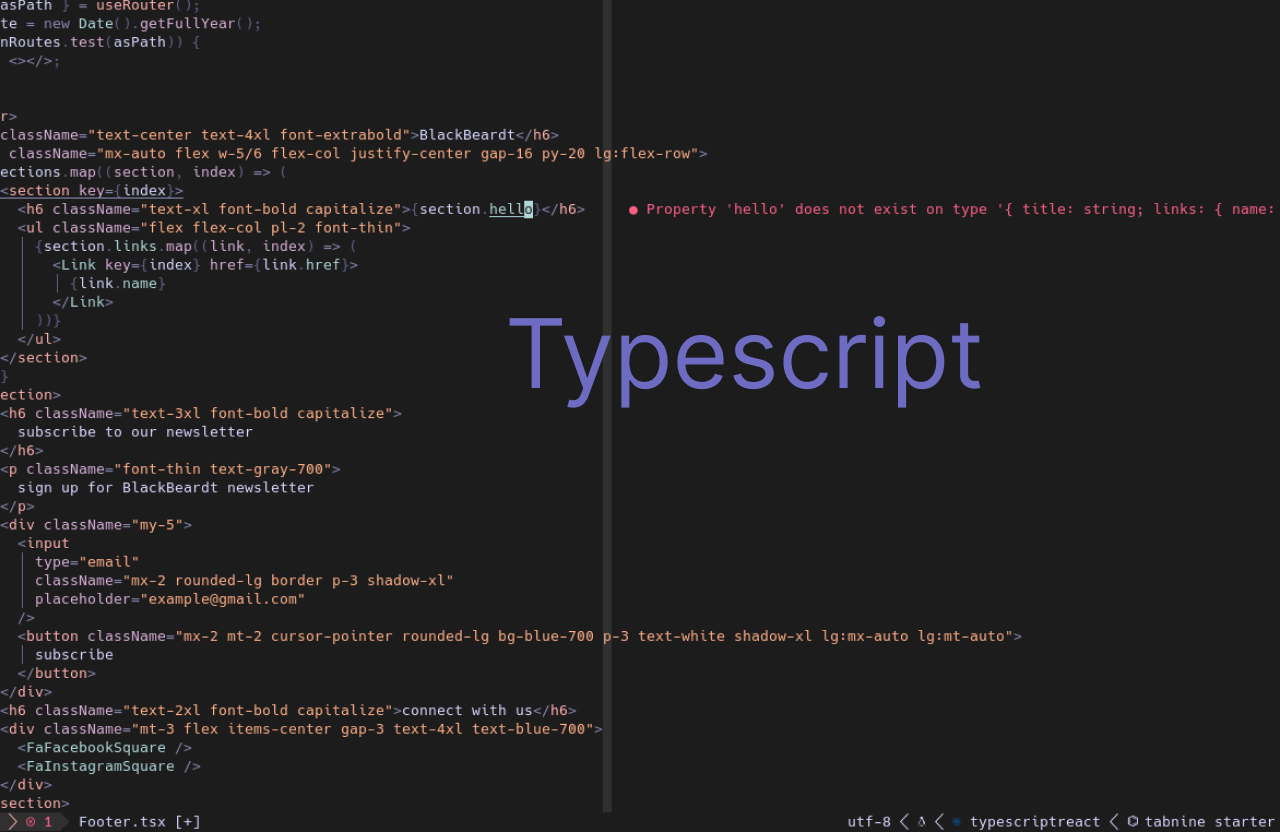 asPath } = useRouter();
te = new Date().getFullYear();
nRoutes.test(asPath)) {
<></>;
r>
className="text-center text-4xl font-extrabold">BlackBeardt</h6>
className="mx-auto flex w-5/6 flex-col justify-center gap-16 py-20 lg:flex-row">
ections.map((section, index) => (
<section key={index}>
<h6 className="text-xl font-bold capitalize">{section.hello}</h6> ● Property 'hello' does not exist on type '{ title: string; links: { name:
<ul className="flex flex-col pl-2 font-thin">
{section.links.map((link, index) => (
<Link key={index} href={link.href}>
{link.name}
</Link>
))}
</ul>
Typescript
</section>
}
ection>
<h6 className="text-3xl font-bold capitalize">
subscribe to our newsletter
</h6>
<p className="font-thin text-gray-700">
sign up for BlackBeardt newsletter
</p>
<div className="my-5">
<input
type="email"
className="mx-2 rounded-lg border p-3 shadow-xl"
placeholder="example@gmail.com"
/>
<button className="mx-2 mt-2 cursor-pointer rounded-lg bg-blue-700 p-3 text-white shadow-xl lg:mx-auto lg:mt-auto">
subscribe
</button>
</div>
<h6 className="text-2xl font-bold capitalize">connect with us</h6>
<div className="mt-3 flex items-center gap-3 text-4xl text-blue-700">
<FaFacebookSquare />
<FaInstagramSquare />
</div>
section>
1 Footer.tsx [+] utf-8 typescriptreact tabnine starter